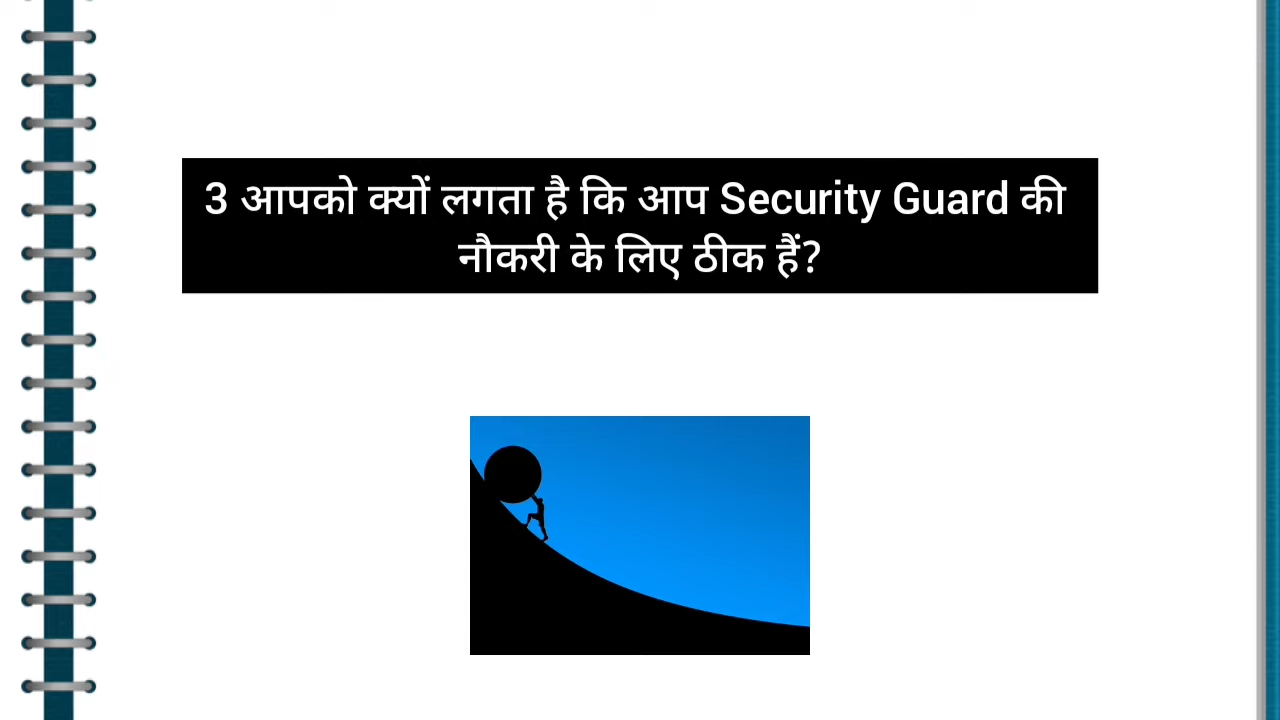 3 आपको क्यों लगता है कि आप Security Guard की
नौकरी के लिए ठीक हैं?